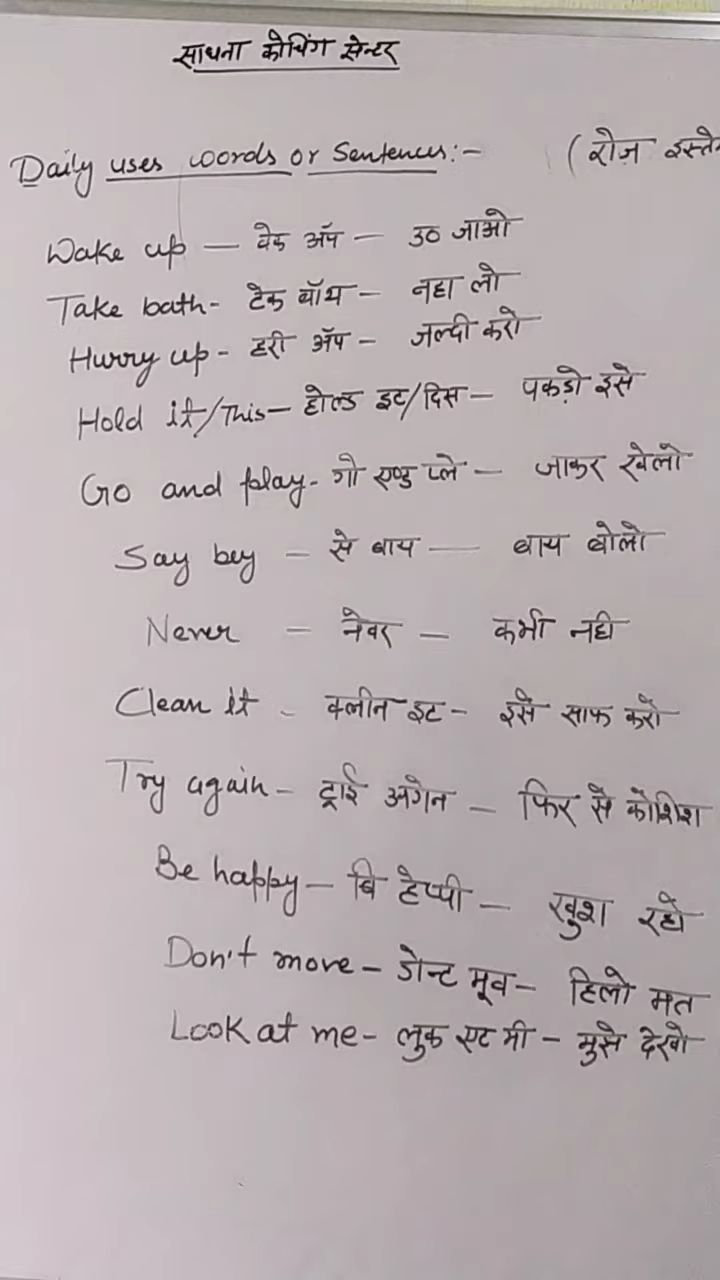 साधना कोचिंग सेन्टर
Daily uses words or Sentences:- (रोज इस्ते
Wake up — वेक अॅप — उठ जाओ
Take bath - टेक बॉथ - नहा लो
Hurry up - हरी अॅप - जल्दी करो
Hold it/This - होल्ड इट/दिस - पकड़ो इसे
Go and play - गो एण्ड प्ले - जाकर खेलो
Say bey - से बाय — बाय बोलो
Never - नेवर - कभी नही
Clean it - क्लीन इट - इसे साफ करो
Try again - ट्राई अगेन - फिर से कोशिश
Be happy - बि हेप्पी - खुश रहो
Don't move - डोन्ट मूव - हिलो मत
Look at me - लुक एट मी - मुसे देखो